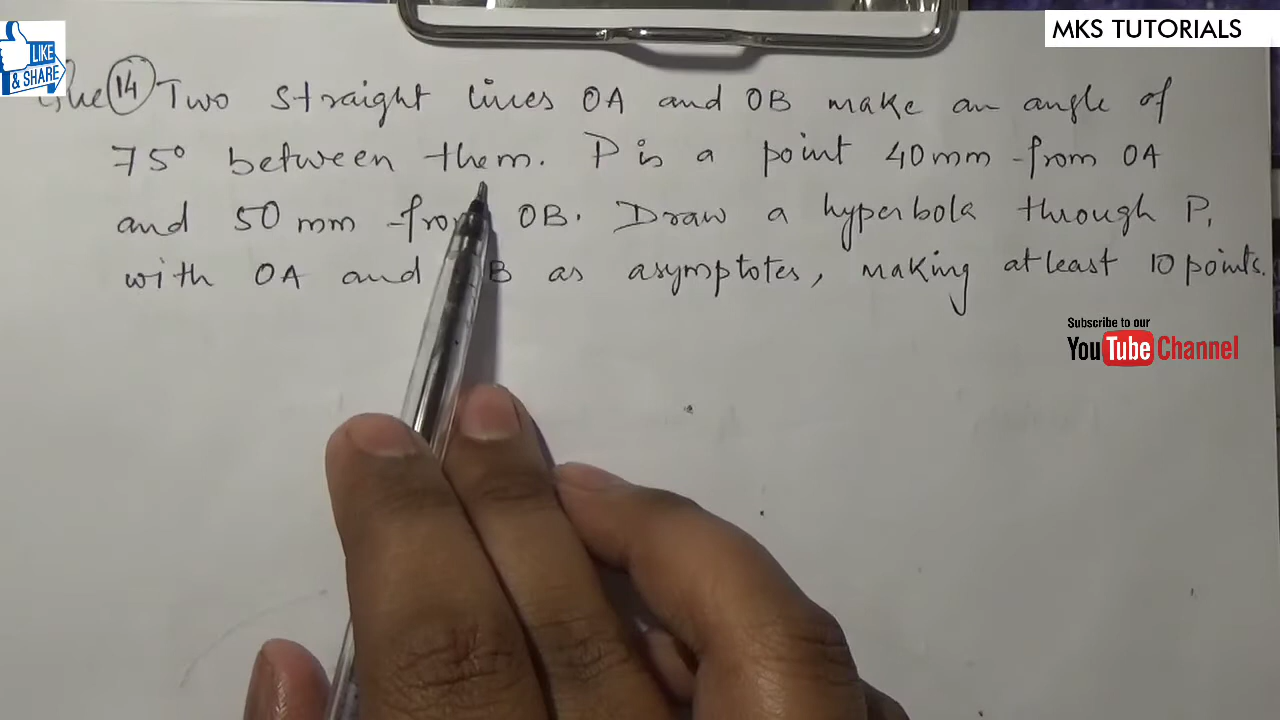 MKS TUTORIALS
LIKE
& SHARE
Que 14 Two straight lines OA and OB make an angle of
75° between them. P is a point 40mm from OA
and 50mm from OB. Draw a hyperbola through P,
with OA and B as asymptotes, making atleast 10 points.
Subscribe to our
YouTube Channel